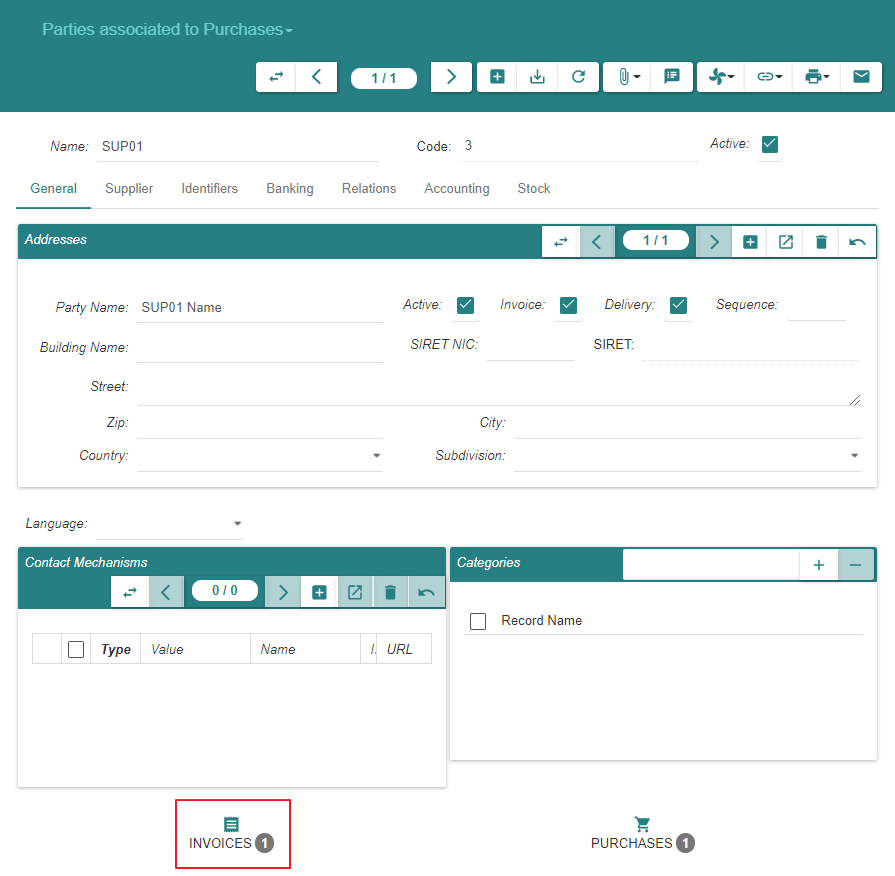 Parties associated to Purchases
1 / 1
Name: SUP01 Code: 3 Active:
General Supplier Identifiers Banking Relations Accounting Stock
Addresses 1 / 1
Party Name: SUP01 Name Active: Invoice: Delivery: Sequence:
Building Name: SIRET NIC: SIRET:
Street:
Zip: City:
Country: Subdivision:
Language:
Contact Mechanisms
0 / 0
Categories
Type Value Name URL
Record Name
INVOICES 1 PURCHASES 1